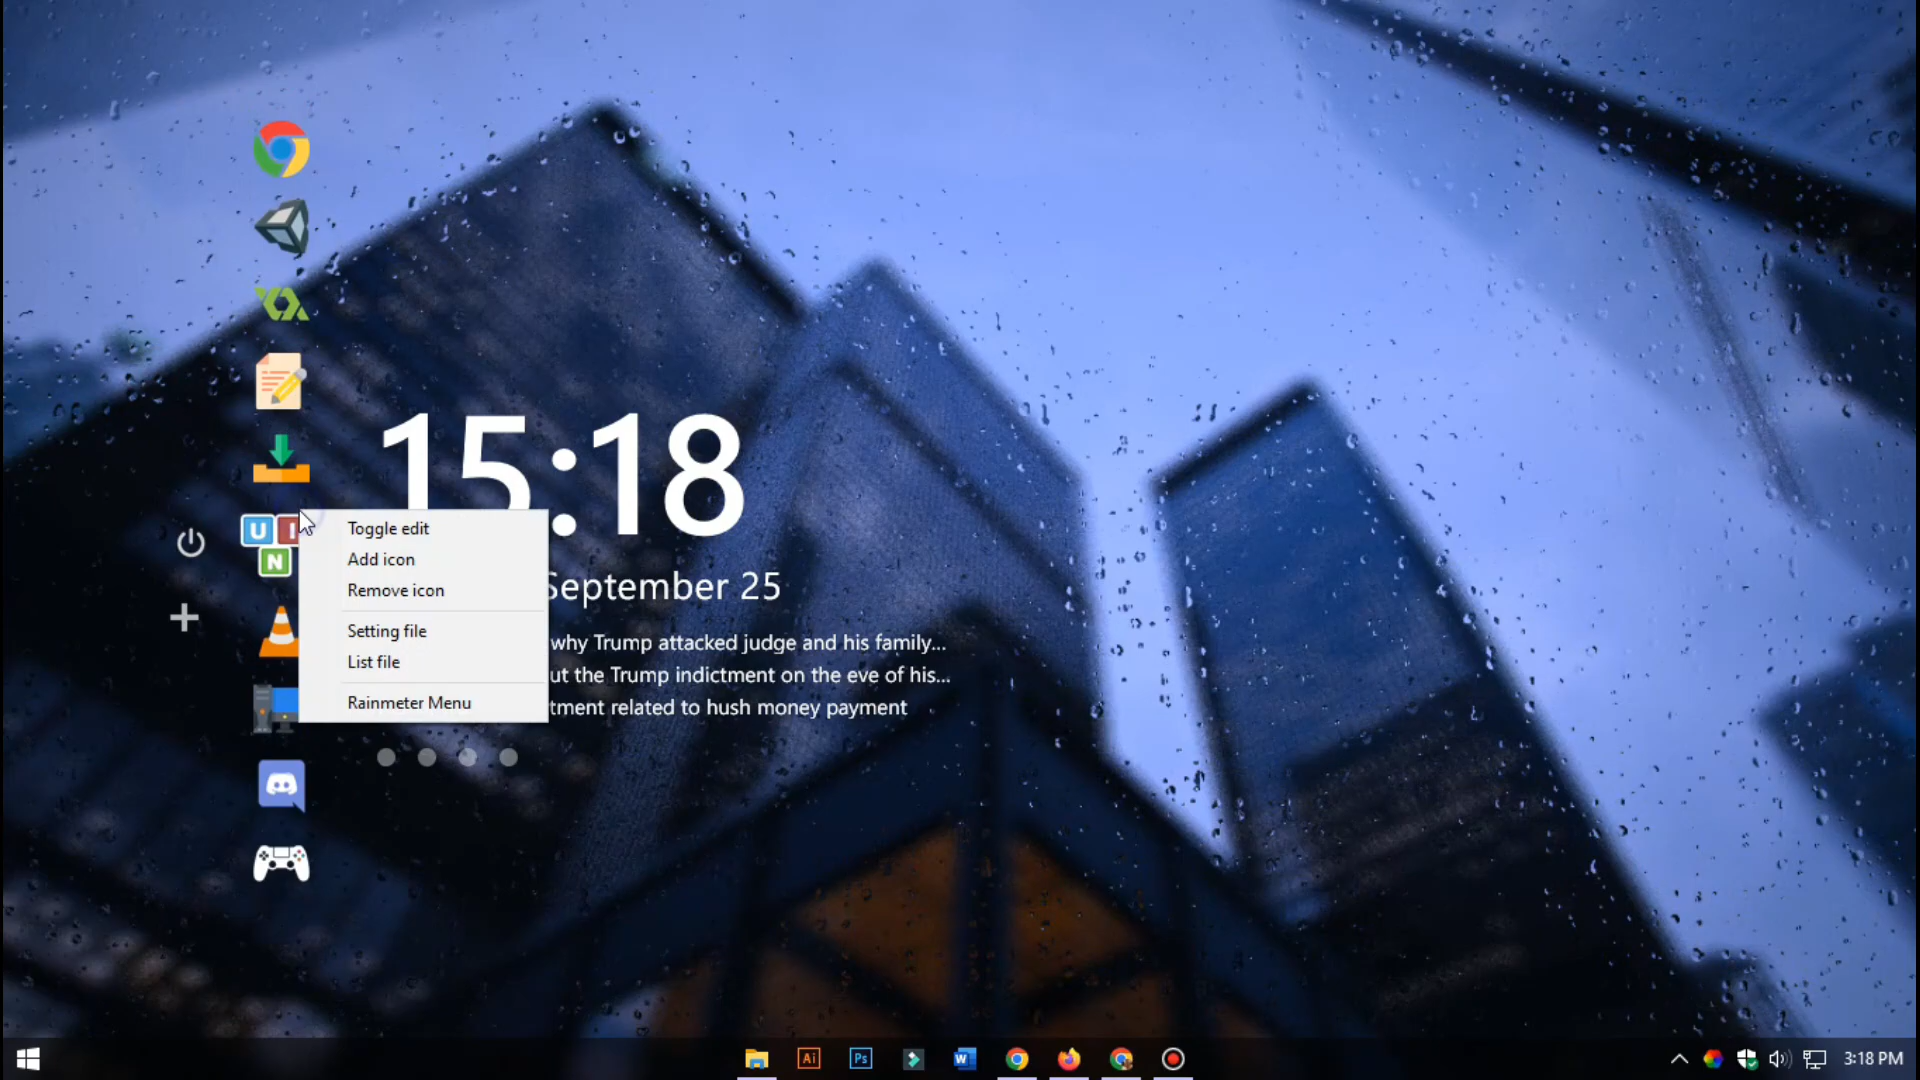 15:18
U I
N
Toggle edit
Add icon
Remove icon
Setting file
List file
Rainmeter Menu
September 25
why Trump attacked judge and his family...
ut the Trump indictment on the eve of his...
tment related to hush money payment
Ai
Ps
W
3:18 PM